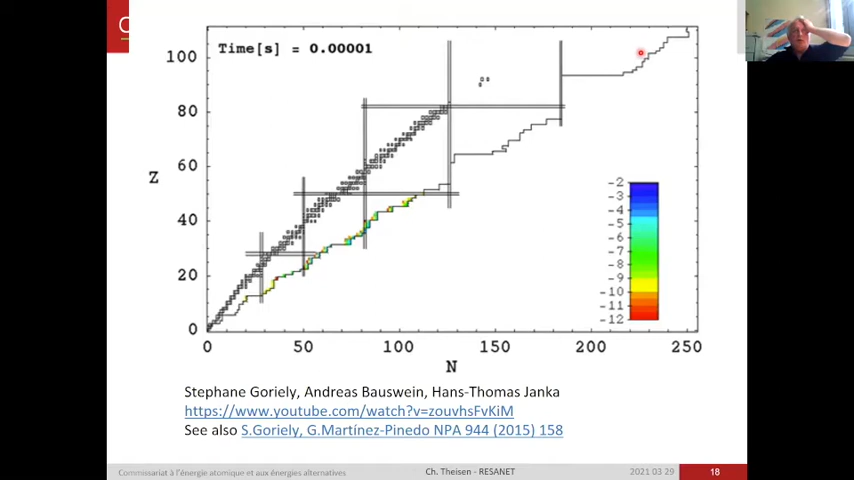 Time[s] = 0.00001
100
80
Z
60
40
20
0
0 50 100 150 200 250
N
-2
-3
-4
-5
-6
-7
-8
-9
-10
-11
-12
Stephane Goriely, Andreas Bauswein, Hans-Thomas Janka
https://www.youtube.com/watch?v=zouvhsFvKiM
See also S.Goriely, G.Martínez-Pinedo NPA 944 (2015) 158
Commissariat à l'énergie atomique et aux énergies alternatives
Ch. Theisen - RESANET
2021 03 29
18